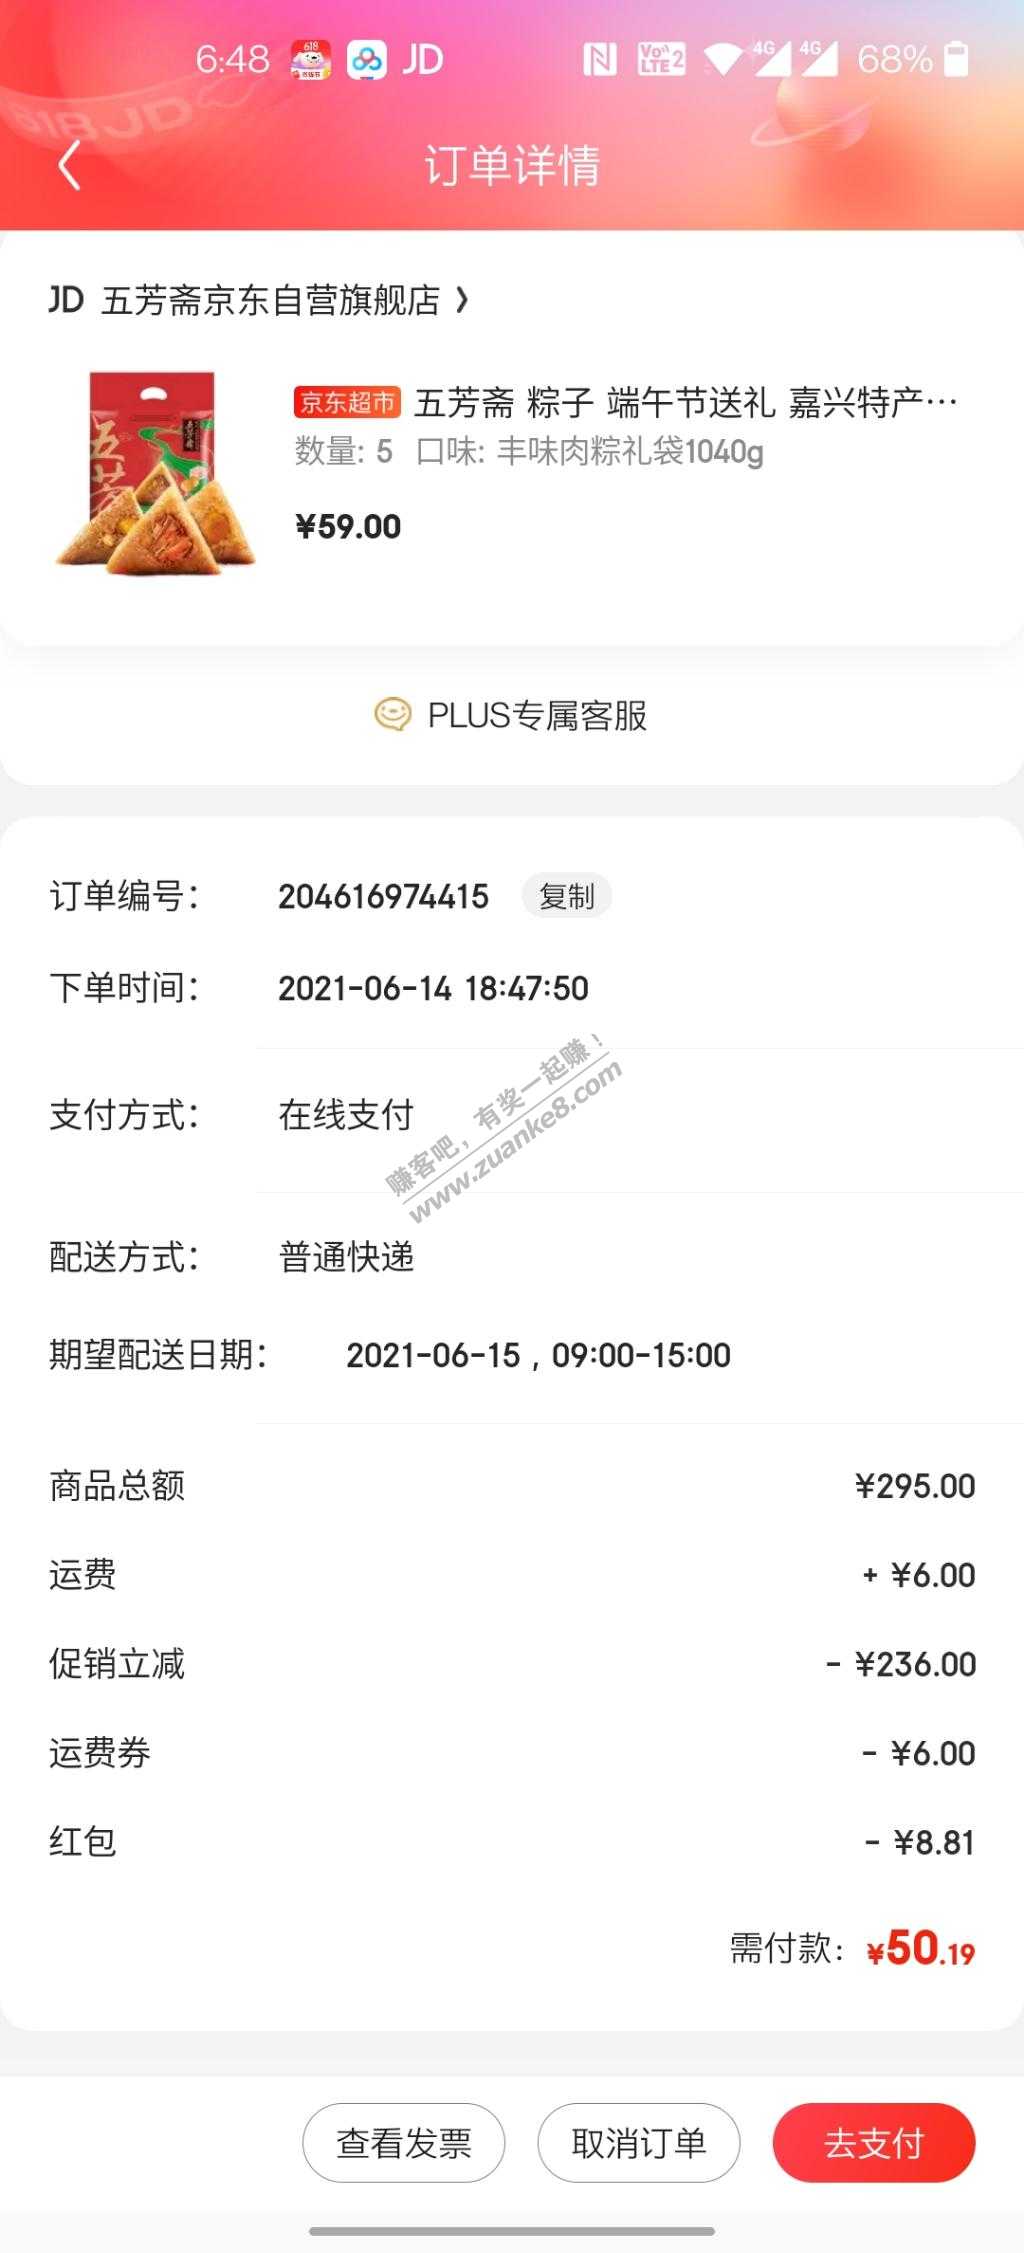 6:48 618 JD VoLTE2 4G 4G 68%
618JD
订单详情
JD 五芳斋京东自营旗舰店
京东超市 五芳斋 粽子 端午节送礼 嘉兴特产…
数量: 5 口味: 丰味肉粽礼袋1040g
¥59.00
五芳
PLUS专属客服
订单编号: 204616974415 复制
下单时间: 2021-06-14 18:47:50
支付方式: 在线支付
赚客吧，有奖一起赚！
www.zuanke8.com
配送方式: 普通快递
期望配送日期: 2021-06-15 , 09:00-15:00
商品总额 ¥295.00
运费 + ¥6.00
促销立减 - ¥236.00
运费券 - ¥6.00
红包 - ¥8.81
需付款: ¥50.19
查看发票 取消订单 去支付